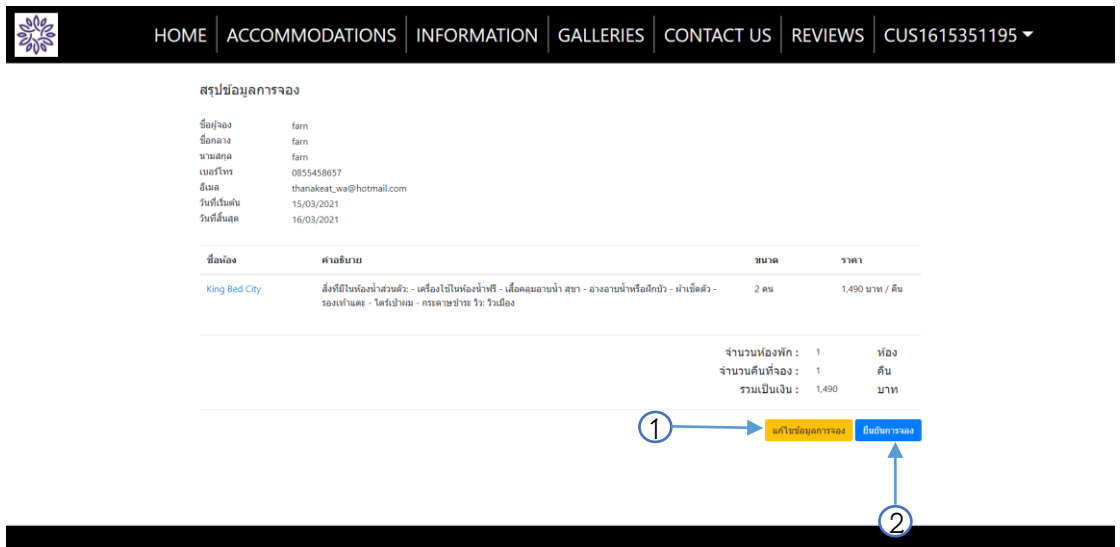 HOME ACCOMMODATIONS INFORMATION GALLERIES CONTACT US REVIEWS CUS1615351195
สรุปข้อมูลการจอง
ชื่อผู้จอง farn
ชื่อกลาง farn
นามสกุล farn
เบอร์โทร 0855458657
อีเมล thanakeat_wa@hotmail.com
วันที่เริ่มต้น 15/03/2021
วันที่สิ้นสุด 16/03/2021
ชื่อห้อง คำอธิบาย ขนาด ราคา
King Bed City สิ่งที่มีในห้องน้ำส่วนตัว: - เครื่องใช้ในห้องน้ำฟรี - เสื้อคลุมอาบน้ำ สุขา - อ่างอาบน้ำหรือฝักบัว - ผ้าเช็ดตัว - 2 คน 1,490 บาท / คืน
รองเท้าแตะ - ไดร์เป่าผม - กระดาษชำระ วิว: วิวเมือง
จำนวนห้องพัก : 1 ห้อง
จำนวนคืนที่จอง : 1 คืน
รวมเป็นเงิน : 1,490 บาท
1 แก้ไขข้อมูลการจอง ยืนยันการจอง
2